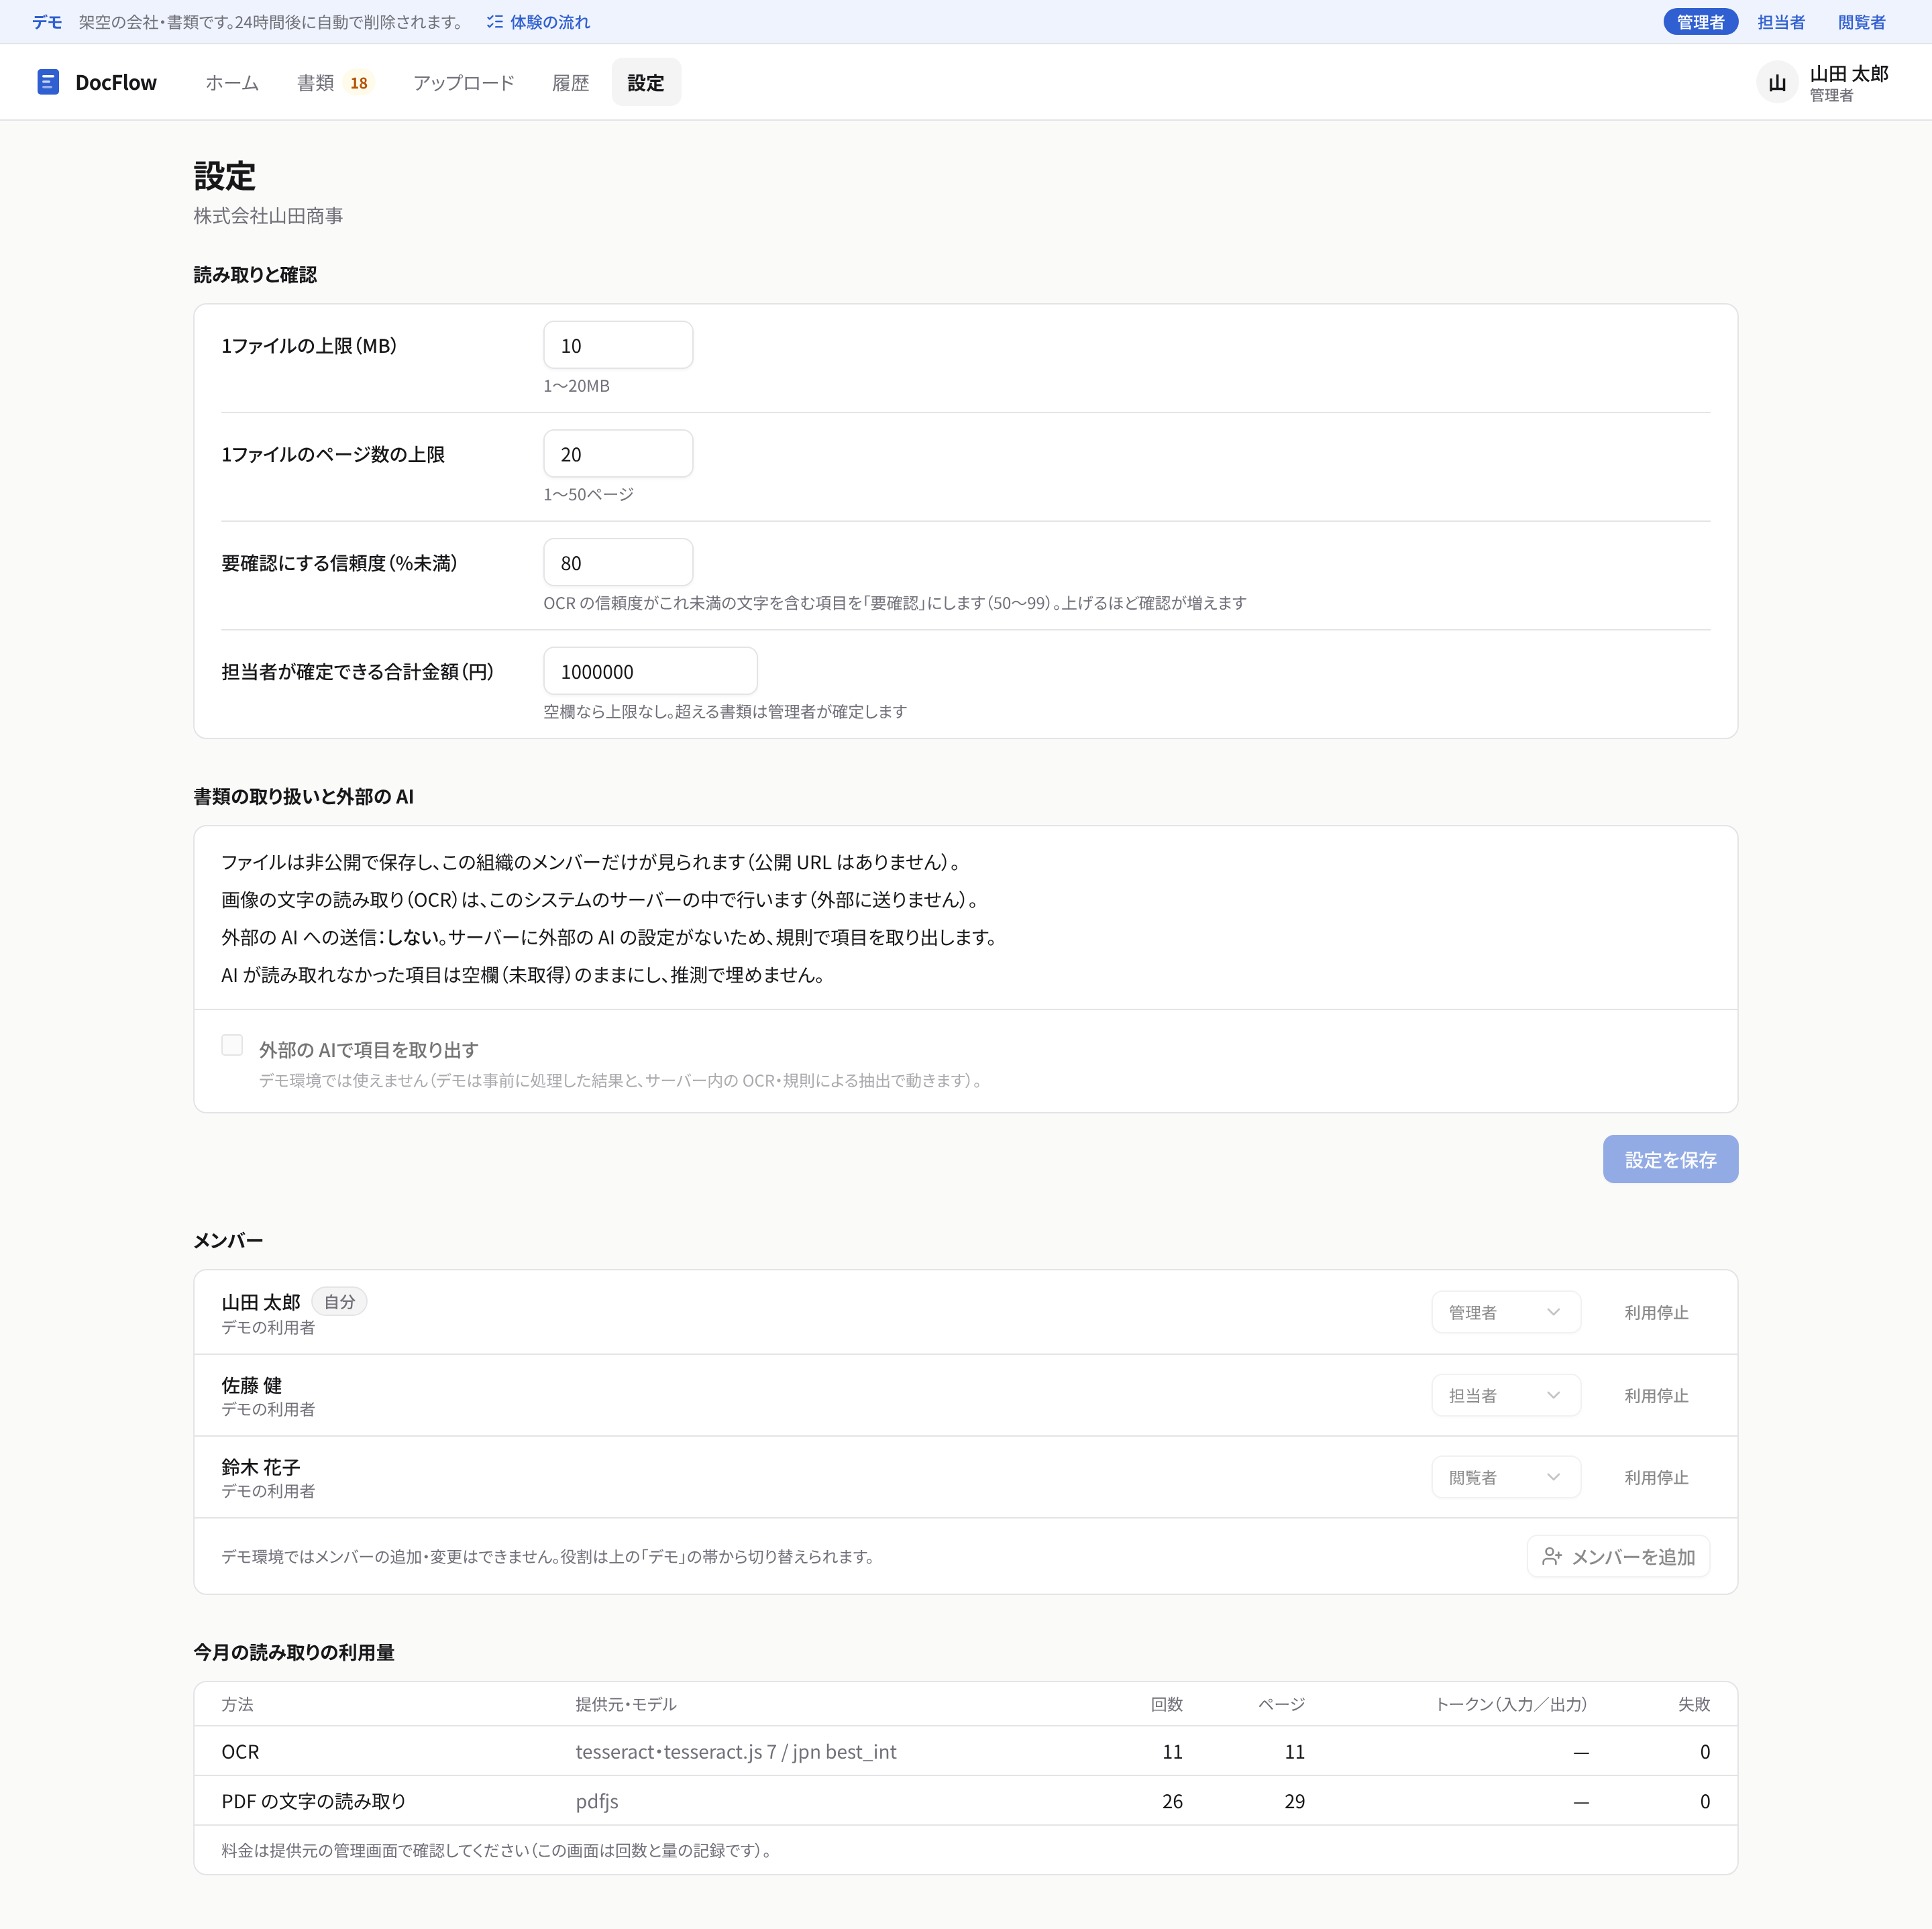 デモ 架空の会社・書類です。24時間後に自動で削除されます。 体験の流れ 管理者 担当者 閲覧者
DocFlow ホーム 書類 18 アップロード 履歴 設定 山 山田 太郎
管理者
設定
株式会社山田商事
読み取りと確認
1ファイルの上限（MB） 10
1〜20MB
1ファイルのページ数の上限 20
1〜50ページ
要確認にする信頼度（%未満） 80
OCR の信頼度がこれ未満の文字を含む項目を「要確認」にします（50〜99）。上げるほど確認が増えます
担当者が確定できる合計金額（円） 1000000
空欄なら上限なし。超える書類は管理者が確定します
書類の取り扱いと外部の AI
ファイルは非公開で保存し、この組織のメンバーだけが見られます（公開 URL はありません）。
画像の文字の読み取り（OCR）は、このシステムのサーバーの中で行います（外部に送りません）。
外部の AI への送信：しない。サーバーに外部の AI の設定がないため、規則で項目を取り出します。
AI が読み取れなかった項目は空欄（未取得）のままにし、推測で埋めません。
外部の AIで項目を取り出す
デモ環境では使えません（デモは事前に処理した結果と、サーバー内の OCR・規則による抽出で動きます）。
設定を保存
メンバー
山田 太郎 自分
デモの利用者
管理者 利用停止
佐藤 健
デモの利用者
担当者 利用停止
鈴木 花子
デモの利用者
閲覧者 利用停止
デモ環境ではメンバーの追加・変更はできません。役割は上の「デモ」の帯から切り替えられます。 メンバーを追加
今月の読み取りの利用量
方法 提供元・モデル 回数 ページ トークン（入力／出力） 失敗
OCR tesseract・tesseract.js 7 / jpn best_int 11 11 — 0
PDF の文字の読み取り pdfjs 26 29 — 0
料金は提供元の管理画面で確認してください（この画面は回数と量の記録です）。